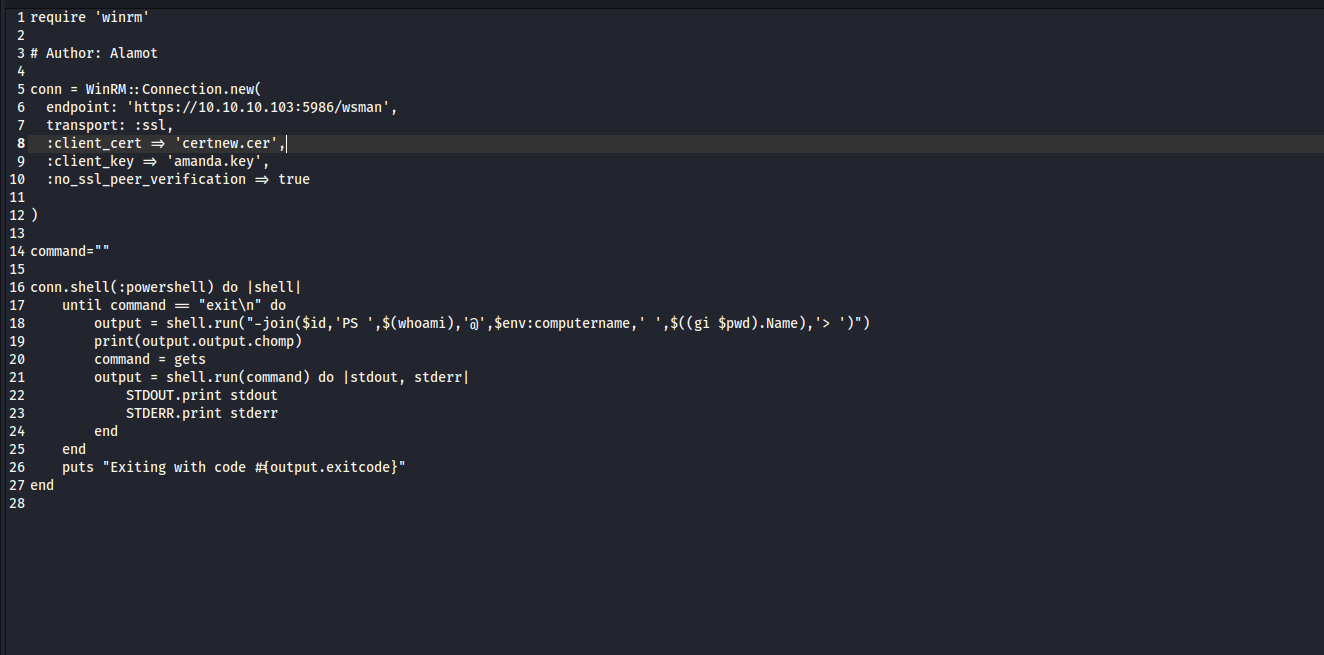 1 require 'winrm'
2
3 # Author: Alamot
4
5 conn = WinRM::Connection.new(
6   endpoint: 'https://10.10.10.103:5986/wsman',
7   transport: :ssl,
8   :client_cert => 'certnew.cer',
9   :client_key => 'amanda.key',
10   :no_ssl_peer_verification => true
11
12 )
13
14 command=""
15
16 conn.shell(:powershell) do |shell|
17     until command == "exit\n" do
18         output = shell.run("-join($id,'PS ',$(whoami),'@',$env:computername,' ',$((gi $pwd).Name),'> ')")
19         print(output.output.chomp)
20         command = gets
21         output = shell.run(command) do |stdout, stderr|
22             STDOUT.print stdout
23             STDERR.print stderr
24         end
25     end
26     puts "Exiting with code #{output.exitcode}"
27 end
28